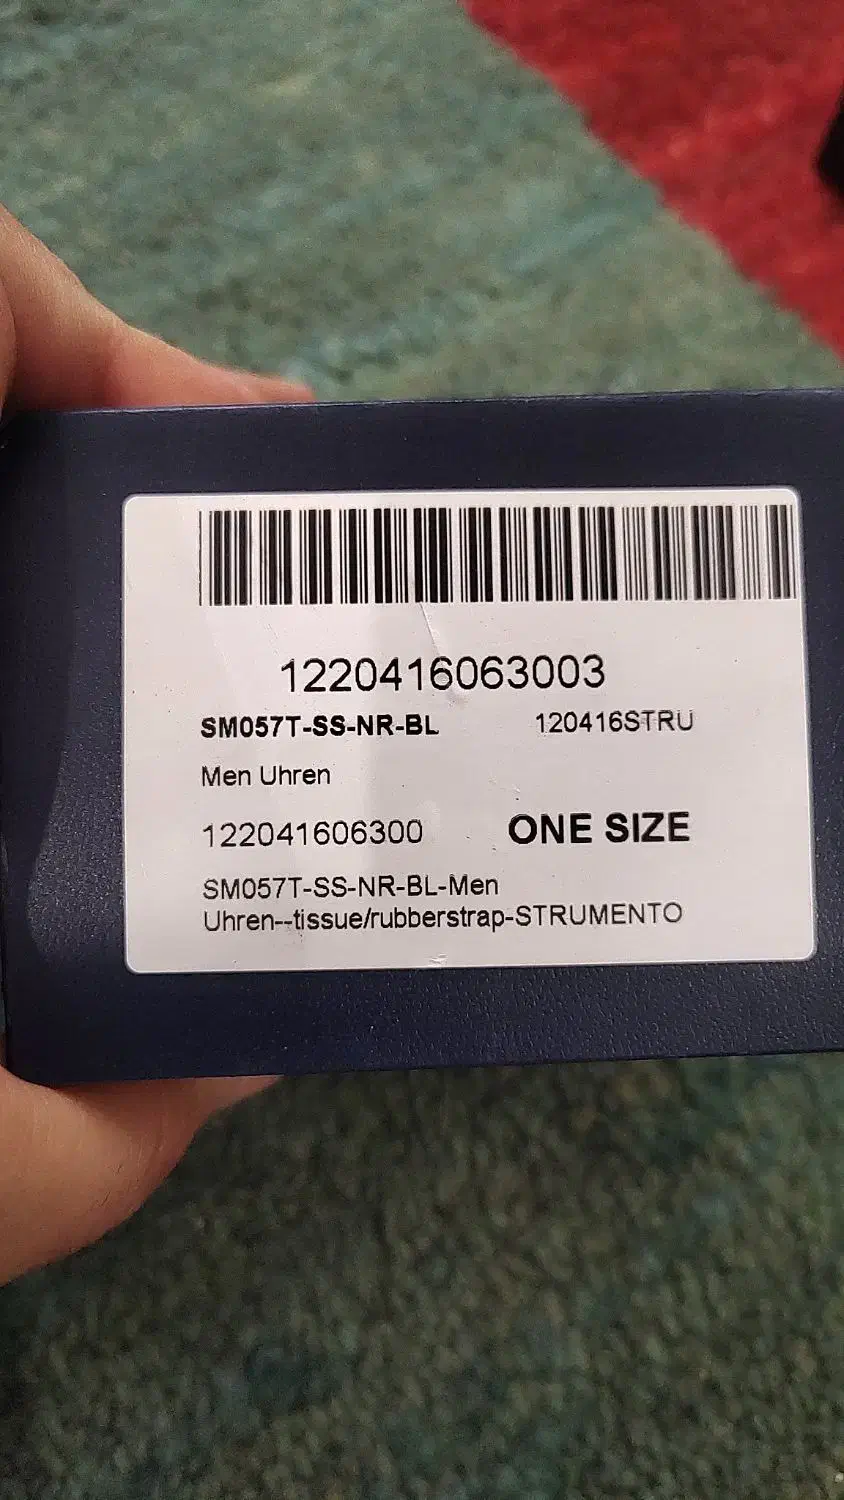 1220416063003
SM057T-SS-NR-BL 120416STRU
Men Uhren
122041606300 ONE SIZE
SM057T-SS-NR-BL-Men
Uhren--tissue/rubberstrap-STRUMENTO